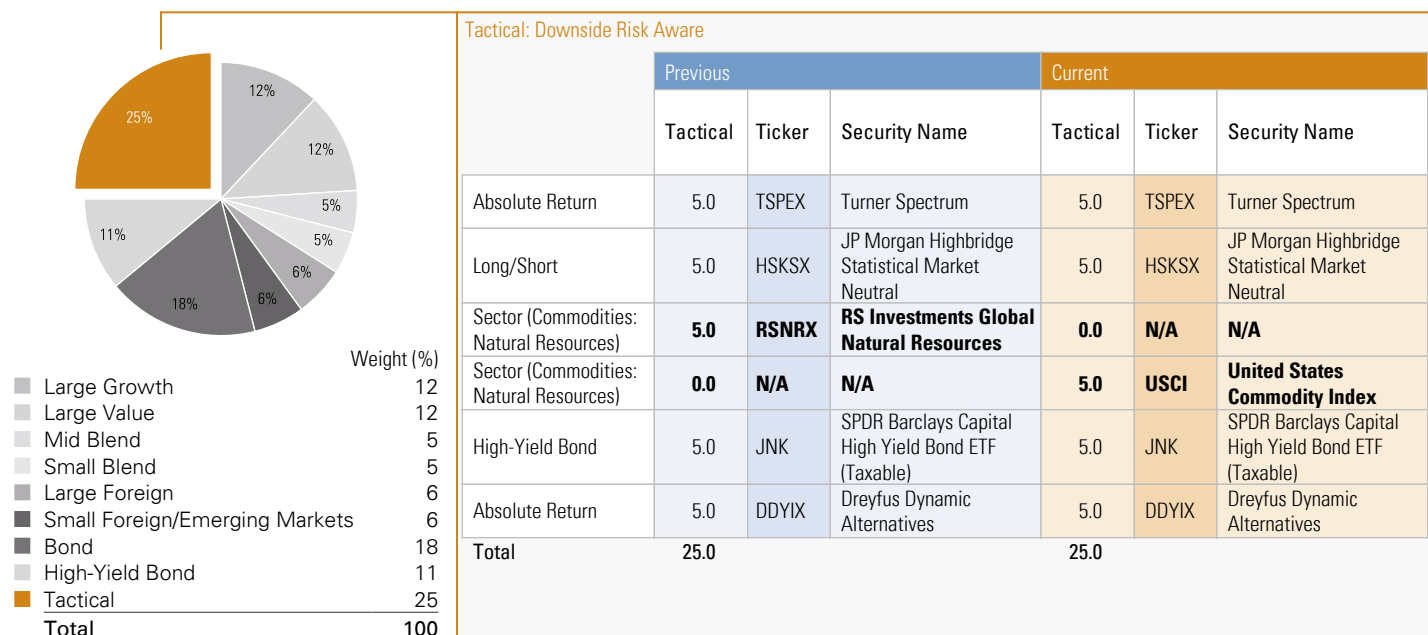 Tactical: Downside Risk Aware
25%
12%
12%
5%
5%
6%
6%
18%
11%
Weight (%)
Large Growth 12
Large Value 12
Mid Blend 5
Small Blend 5
Large Foreign 6
Small Foreign/Emerging Markets 6
Bond 18
High-Yield Bond 11
Tactical 25
Total 100
Previous Current
Tactical Ticker Security Name Tactical Ticker Security Name
Absolute Return 5.0 TSPEX Turner Spectrum 5.0 TSPEX Turner Spectrum
Long/Short 5.0 HSKSX JP Morgan Highbridge
Statistical Market
Neutral
5.0 HSKSX JP Morgan Highbridge
Statistical Market
Neutral
Sector (Commodities:
Natural Resources)
5.0 RSNRX RS Investments Global
Natural Resources
0.0 N/A N/A
Sector (Commodities:
Natural Resources)
0.0 N/A N/A
5.0 USCI United States
Commodity Index
High-Yield Bond 5.0 JNK SPDR Barclays Capital
High Yield Bond ETF
(Taxable)
5.0 JNK SPDR Barclays Capital
High Yield Bond ETF
(Taxable)
Absolute Return 5.0 DDYIX Dreyfus Dynamic
Alternatives
5.0 DDYIX Dreyfus Dynamic
Alternatives
Total 25.0 25.0